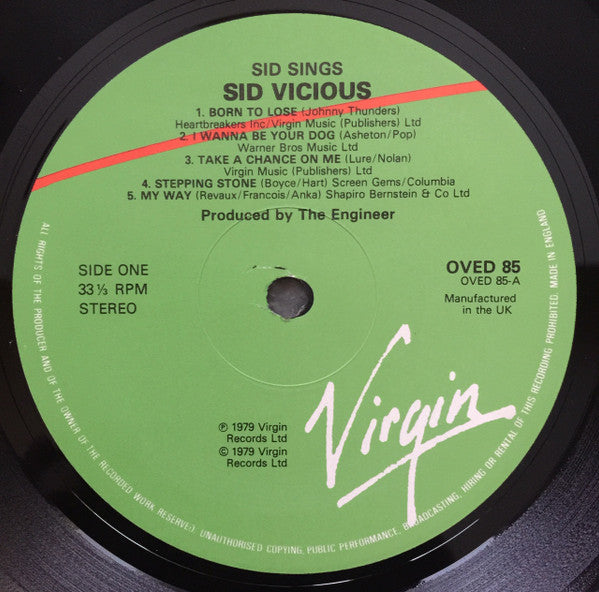 SID SINGS
SID VICIOUS
1. BORN TO LOSE (Johnny Thunders)
Heartbreakers Inc/Virgin Music (Publishers) Ltd
2. I WANNA BE YOUR DOG (Asheton/Pop)
Warner Bros Music Ltd
3. TAKE A CHANCE ON ME (Lure/Nolan)
Virgin Music (Publishers) Ltd
4. STEPPING STONE (Boyce/Hart) Screen Gems/Columbia
5. MY WAY (Revaux/Francois/Anka) Shapiro Bernstein & Co Ltd
Produced by The Engineer
SIDE ONE
33⅓ RPM
STEREO
OVED 85
OVED 85-A
Manufactured
in the UK
Virgin
℗ 1979 Virgin
Records Ltd
© 1979 Virgin
Records Ltd
ALL RIGHTS OF THE PRODUCER AND OF THE OWNER OF THE RECORDED WORK RESERVED. UNAUTHORISED COPYING, PUBLIC PERFORMANCE, BROADCASTING, HIRING OR RENTAL OF THIS RECORDING PROHIBITED. MADE IN ENGLAND